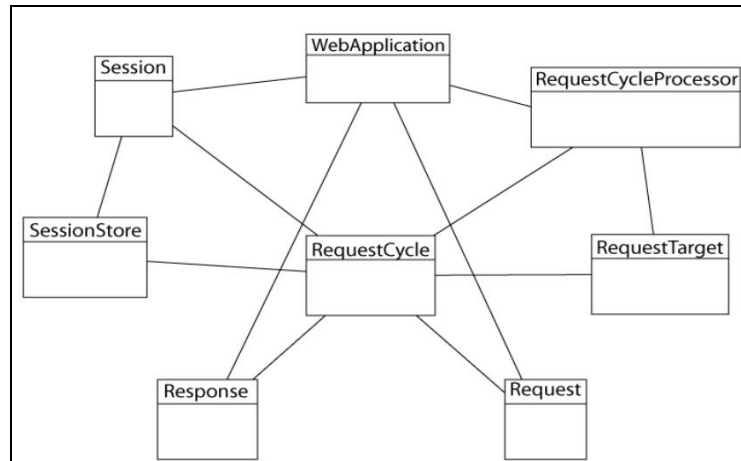 WebApplication
Session
RequestCycleProcessor
SessionStore
RequestCycle
RequestTarget
Response
Request